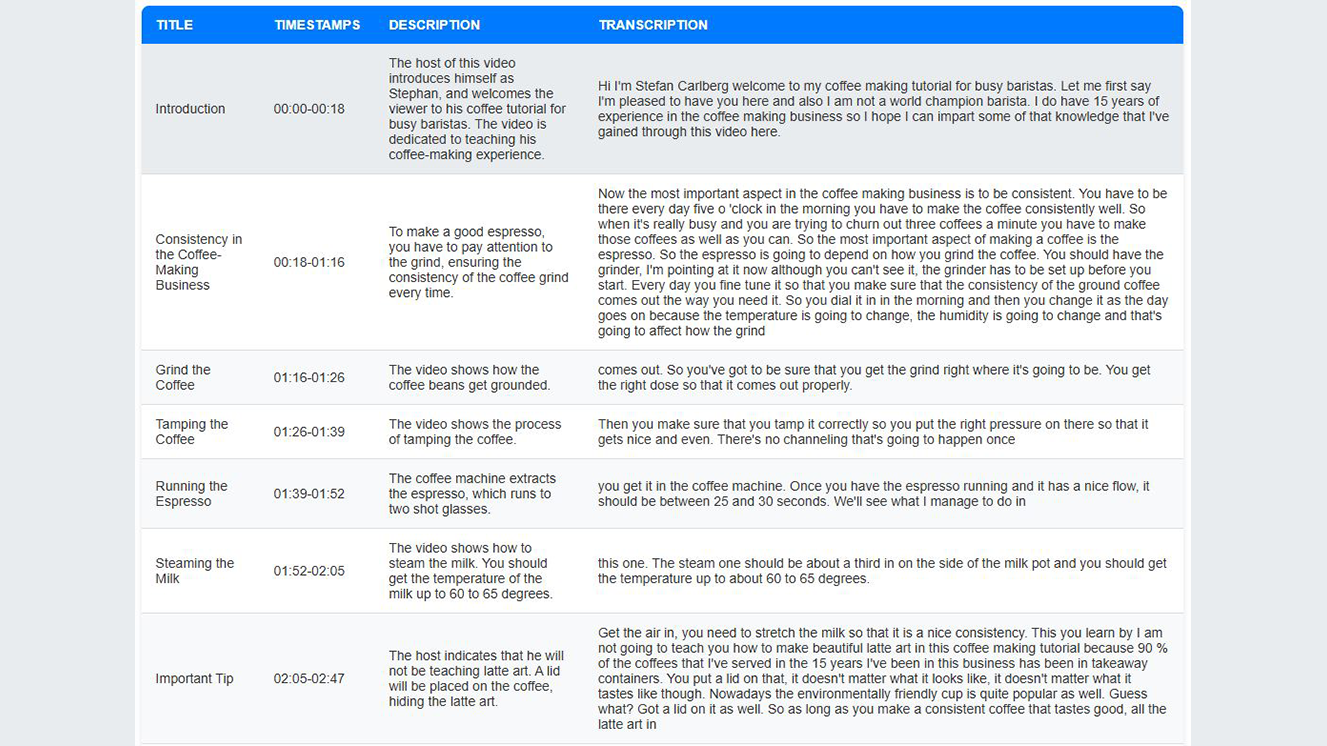 TITLE TIMESTAMPS DESCRIPTION TRANSCRIPTION
Introduction
00:00-00:18
The host of this video
introduces himself as
Stephan, and welcomes the
viewer to his coffee tutorial for
busy baristas. The video is
dedicated to teaching his
coffee-making experience.
Hi I'm Stefan Carlberg welcome to my coffee making tutorial for busy baristas. Let me first say
I'm pleased to have you here and also I am not a world champion barista. I do have 15 years of
experience in the coffee making business so I hope I can impart some of that knowledge that I've
gained through this video here.
Consistency in
the Coffee-
Making
Business
00:18-01:16
To make a good espresso,
you have to pay attention to
the grind, ensuring the
consistency of the coffee grind
every time.
Now the most important aspect in the coffee making business is to be consistent. You have to be
there every day five o 'clock in the morning you have to make the coffee consistently well. So
when it's really busy and you are trying to churn out three coffees a minute you have to make
those coffees as well as you can. So the most important aspect of making a coffee is the
espresso. So the espresso is going to depend on how you grind the coffee. You should have the
grinder, I'm pointing at it now although you can't see it, the grinder has to be set up before you
start. Every day you fine tune it so that you make sure that the consistency of the ground coffee
comes out the way you need it. So you dial it in in the morning and then you change it as the day
goes on because the temperature is going to change, the humidity is going to change and that's
going to affect how the grind
Grind the
Coffee
01:16-01:26
The video shows how the
coffee beans get grounded.
comes out. So you've got to be sure that you get the grind right where it's going to be. You get
the right dose so that it comes out properly.
Tamping the
Coffee
01:26-01:39
The video shows the process
of tamping the coffee.
Then you make sure that you tamp it correctly so you put the right pressure on there so that it
gets nice and even. There's no channeling that's going to happen once
Running the
Espresso
01:39-01:52
The coffee machine extracts
the espresso, which runs to
two shot glasses.
you get it in the coffee machine. Once you have the espresso running and it has a nice flow, it
should be between 25 and 30 seconds. We'll see what I manage to do in
Steaming the
Milk
01:52-02:05
The video shows how to
steam the milk. You should
get the temperature of the
milk up to 60 to 65 degrees.
this one. The steam one should be about a third in on the side of the milk pot and you should get
the temperature up to about 60 to 65 degrees.
Important Tip
02:05-02:47
The host indicates that he will
not be teaching latte art. A lid
will be placed on the coffee,
hiding the latte art.
Get the air in, you need to stretch the milk so that it is a nice consistency. This you learn by I am
not going to teach you how to make beautiful latte art in this coffee making tutorial because 90 %
of the coffees that I've served in the 15 years I've been in this business has been in takeaway
containers. You put a lid on that, it doesn't matter what it looks like, it doesn't matter what it
tastes like though. Nowadays the environmentally friendly cup is quite popular as well. Guess
what? Got a lid on it as well. So as long as you make a consistent coffee that tastes good, all the
latte art in